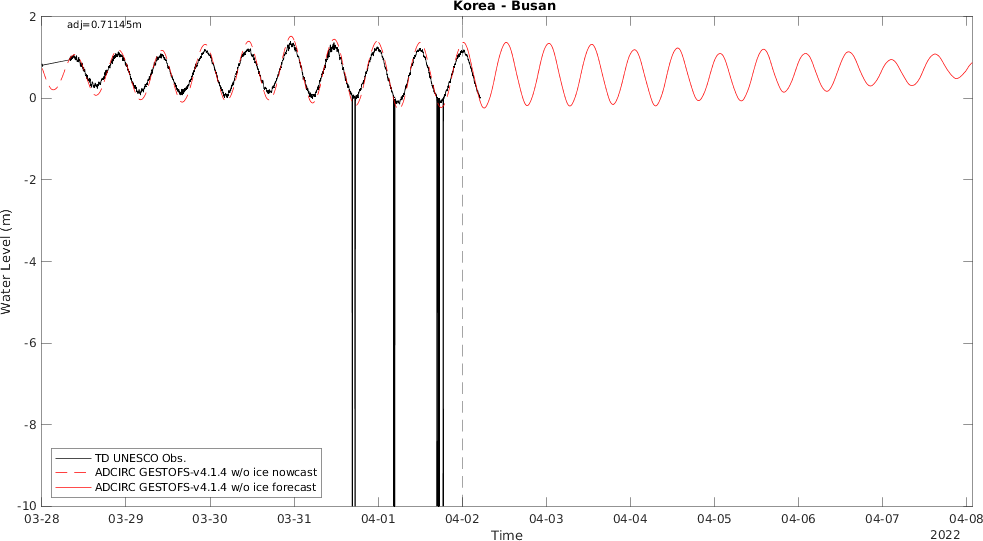 Korea - Busan
adj=0.71145m
2
0
-2
-4
-6
-8
-10
Water Level (m)
TD UNESCO Obs.
ADCIRC GESTOFS-v4.1.4 w/o ice nowcast
ADCIRC GESTOFS-v4.1.4 w/o ice forecast
03-28 03-29 03-30 03-31 04-01 04-02 04-03 04-04 04-05 04-06 04-07 04-08
Time
2022